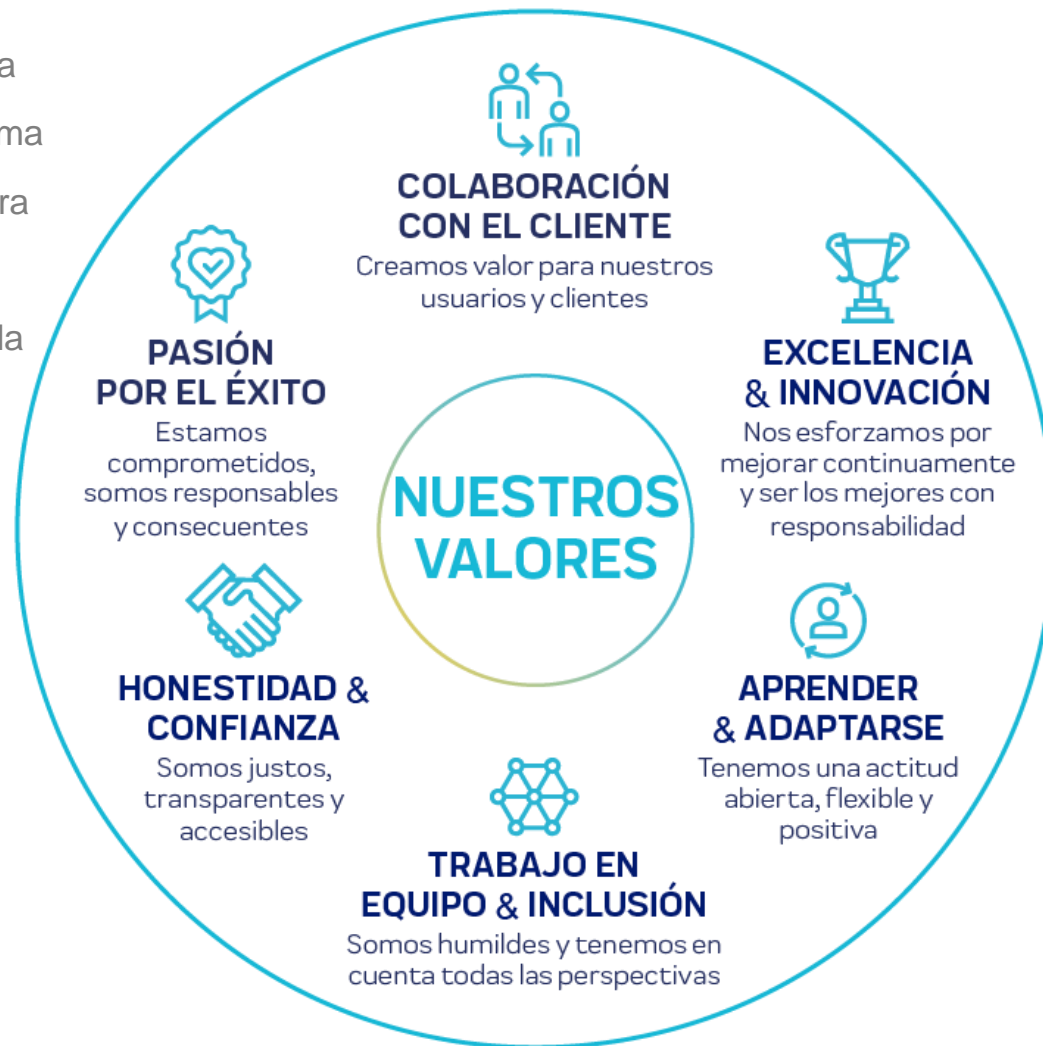 COLABORACIÓN
CON EL CLIENTE
Creamos valor para nuestros
usuarios y clientes
EXCELENCIA
& INNOVACIÓN
Nos esforzamos por
mejorar continuamente
y ser los mejores con
responsabilidad
APRENDER
& ADAPTARSE
Tenemos una actitud
abierta, flexible y
positiva
TRABAJO EN
EQUIPO & INCLUSIÓN
Somos humildes y tenemos en
cuenta todas las perspectivas
HONESTIDAD &
CONFIANZA
Somos justos,
transparentes y
accesibles
PASIÓN
POR EL ÉXITO
Estamos
comprometidos,
somos responsables
y consecuentes
NUESTROS
VALORES